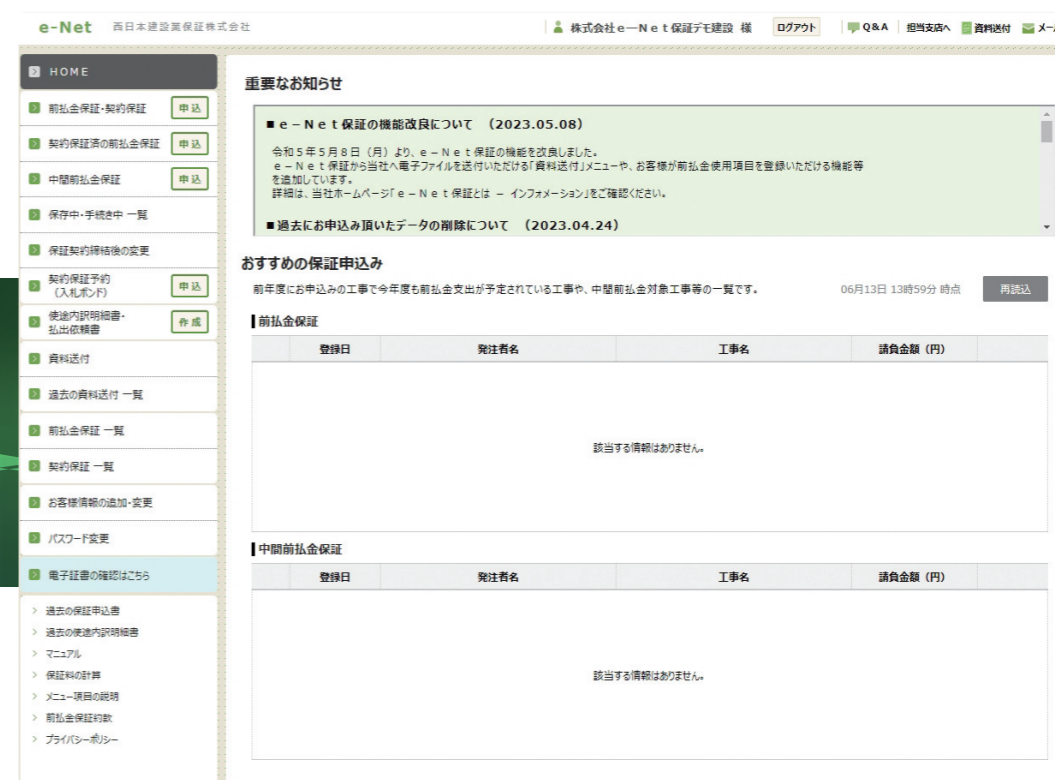 e-Net 西日本建設業保証株式会社
株式会社ｅ―Ｎｅｔ保証デモ建設 様 ログアウト Q&A 担当支店へ 資料送付
HOME
前払金保証・契約保証 申込
契約保証済の前払金保証 申込
中間前払金保証 申込
保存中・手続き中 一覧
保証契約締結後の変更
契約保証予約
（入札ボンド） 申込
使途内訳明細書・
払出依頼書 作成
資料送付
過去の資料送付 一覧
前払金保証 一覧
契約保証 一覧
お客様情報の追加・変更
パスワード変更
電子証書の確認はこちら
過去の保証申込書
過去の使途内訳明細書
マニュアル
保証料の計算
メニュー項目の説明
前払金保証約款
プライバシーポリシー
重要なお知らせ
■ｅ－Ｎｅｔ保証の機能改良について （2023.05.08）
令和５年５月８日（月）より、ｅ－Ｎｅｔ保証の機能を改良しました。
ｅ－Ｎｅｔ保証から当社へ電子ファイルを送付いただける「資料送付」メニューや、お客様が前払金使用項目を登録いただける機能等
を追加しています。
詳細は、当社ホームページ「ｅ－Ｎｅｔ保証とは － インフォメーション」をご確認ください。
■過去にお申込み頂いたデータの削除について （2023.04.24）
おすすめの保証申込み
前年度にお申込みの工事で今年度も前払金支出が予定されている工事や、中間前払金対象工事等の一覧です。 06月13日 13時59分 時点 再読込
前払金保証
登録日 発注者名 工事名 請負金額（円）
該当する情報はありません。
中間前払金保証
登録日 発注者名 工事名 請負金額（円）
該当する情報はありません。